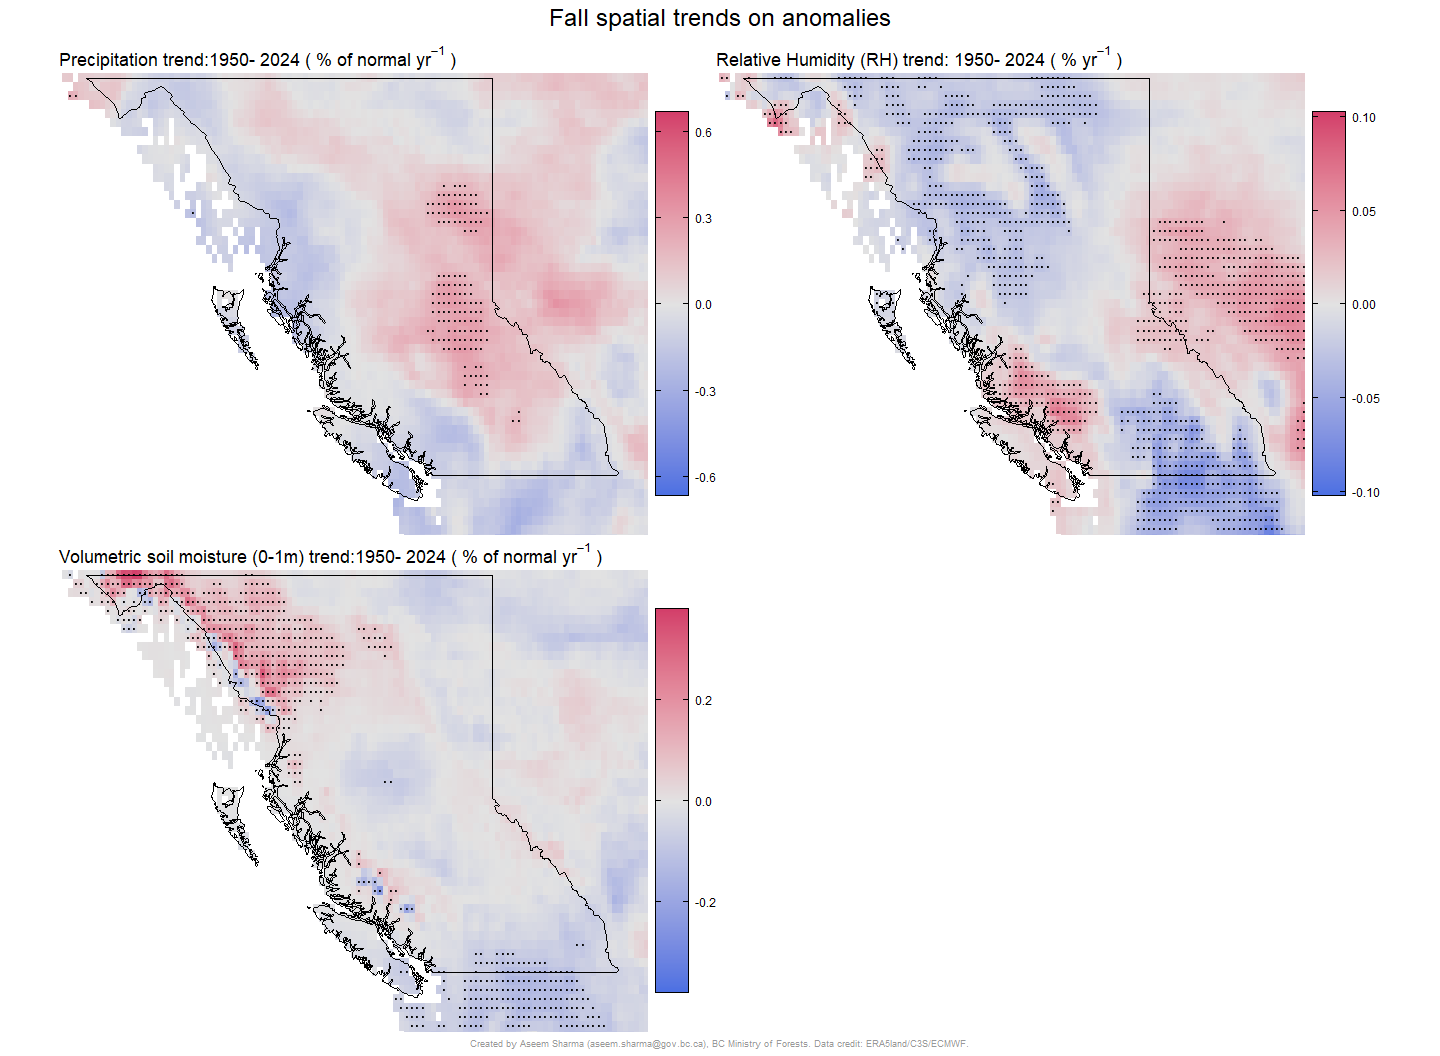 Fall spatial trends on anomalies
Precipitation trend:1950- 2024 ( % of normal yr⁻¹ )
0.6
0.3
0.0
-0.3
-0.6
Relative Humidity (RH) trend: 1950- 2024 ( % yr⁻¹ )
0.10
0.05
0.00
-0.05
-0.10
Volumetric soil moisture (0-1m) trend:1950- 2024 ( % of normal yr⁻¹ )
0.2
0.0
-0.2
Created by Aseem Sharma (aseem.sharma@gov.bc.ca), BC Ministry of Forests. Data credit: ERA5land/C3S/ECMWF.